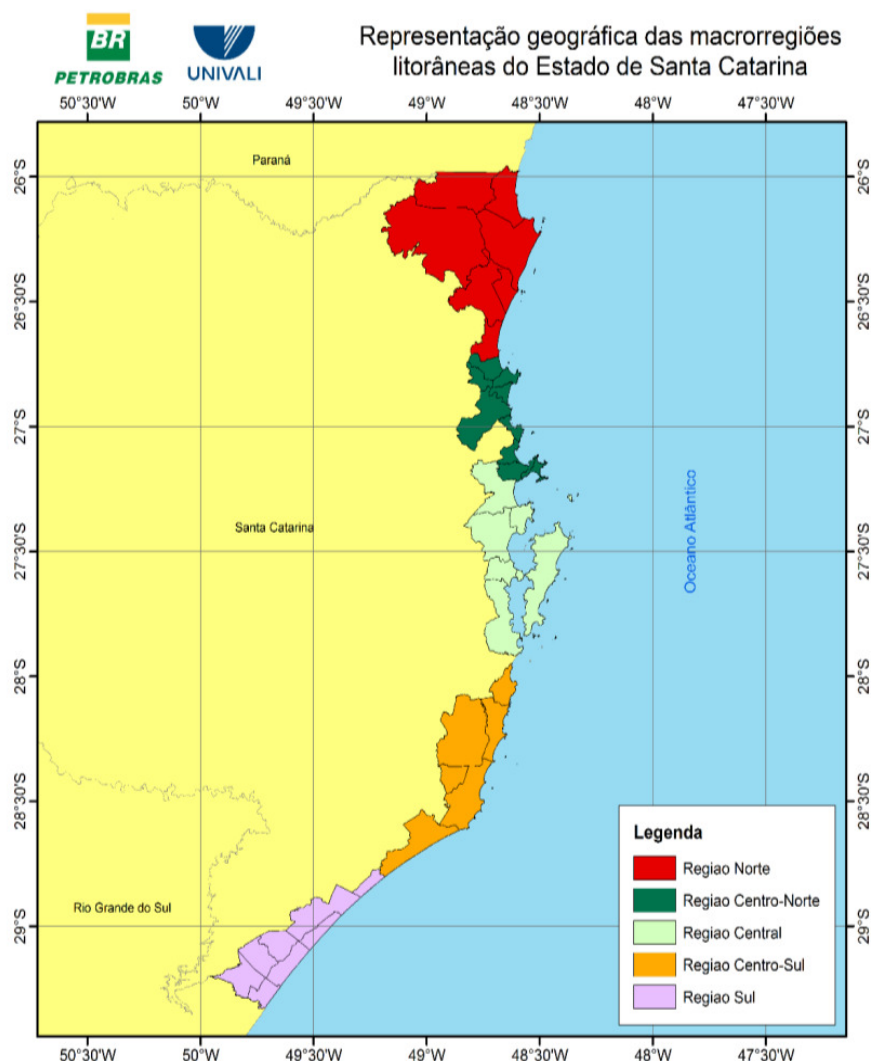 BR
PETROBRAS
UNIVALI
Representação geográfica das macrorregiões
litorâneas do Estado de Santa Catarina
50°30'W 50°W 49°30'W 49°W 48°30'W 48°W 47°30'W
26°S 26°S
Paraná
26°30'S 26°30'S
27°S 27°S
Santa Catarina
Oceano Atlântico
27°30'S 27°30'S
28°S 28°S
28°30'S 28°30'S
Rio Grande do Sul
29°S 29°S
Legenda
Regiao Norte
Regiao Centro-Norte
Regiao Central
Regiao Centro-Sul
Regiao Sul
50°30'W 50°W 49°30'W 49°W 48°30'W 48°W 47°30'W